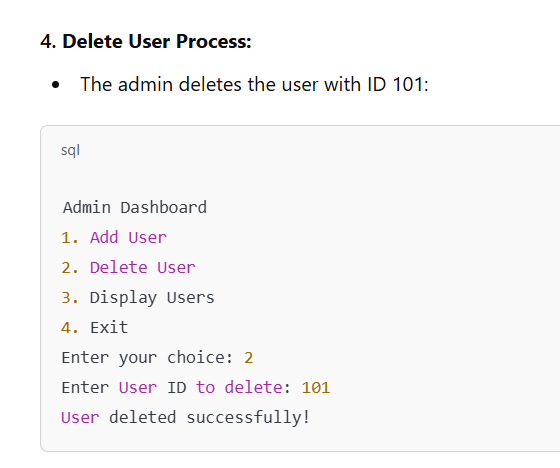 4. Delete User Process:
• The admin deletes the user with ID 101:
sql
Admin Dashboard
1. Add User
2. Delete User
3. Display Users
4. Exit
Enter your choice: 2
Enter User ID to delete: 101
User deleted successfully!